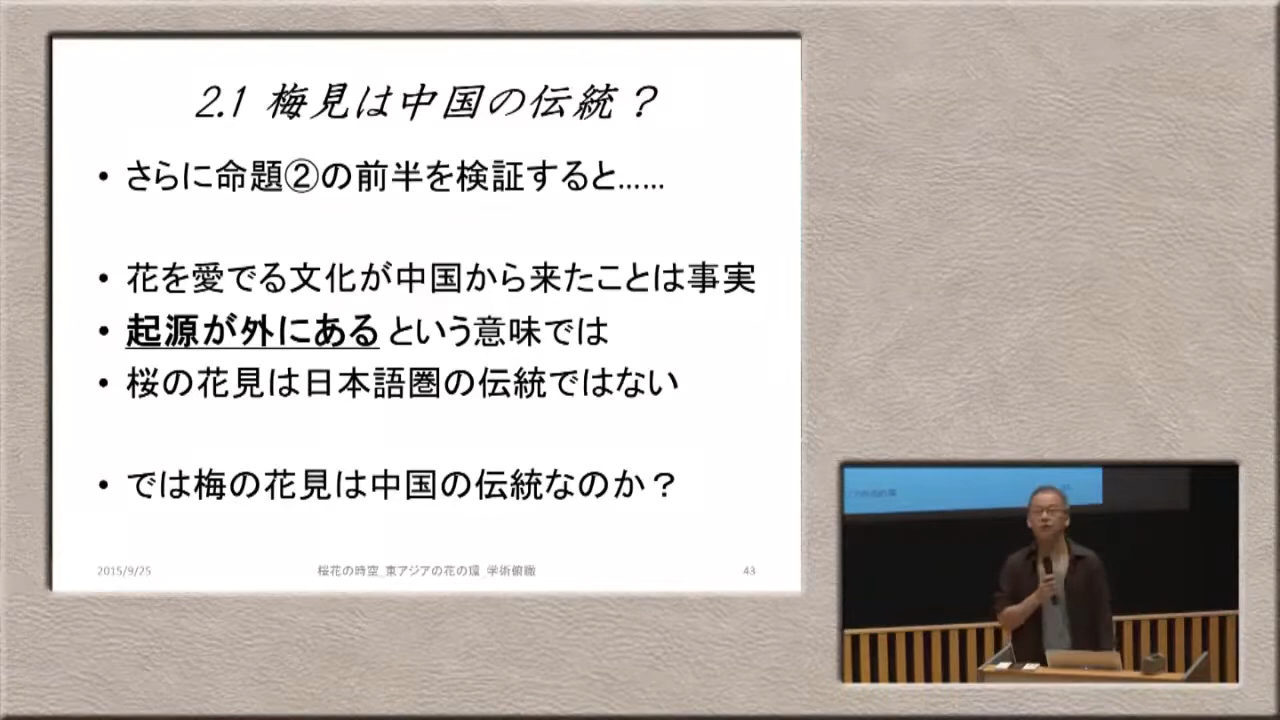 2.1 梅見は中国の伝統？
• さらに命題②の前半を検証すると……
• 花を愛でる文化が中国から来たことは事実
• 起源が外にある という意味では
• 桜の花見は日本語圏の伝統ではない
• では梅の花見は中国の伝統なのか？
2015/9/25
桜花の時空_東アジアの花の環_学術俯瞰
43